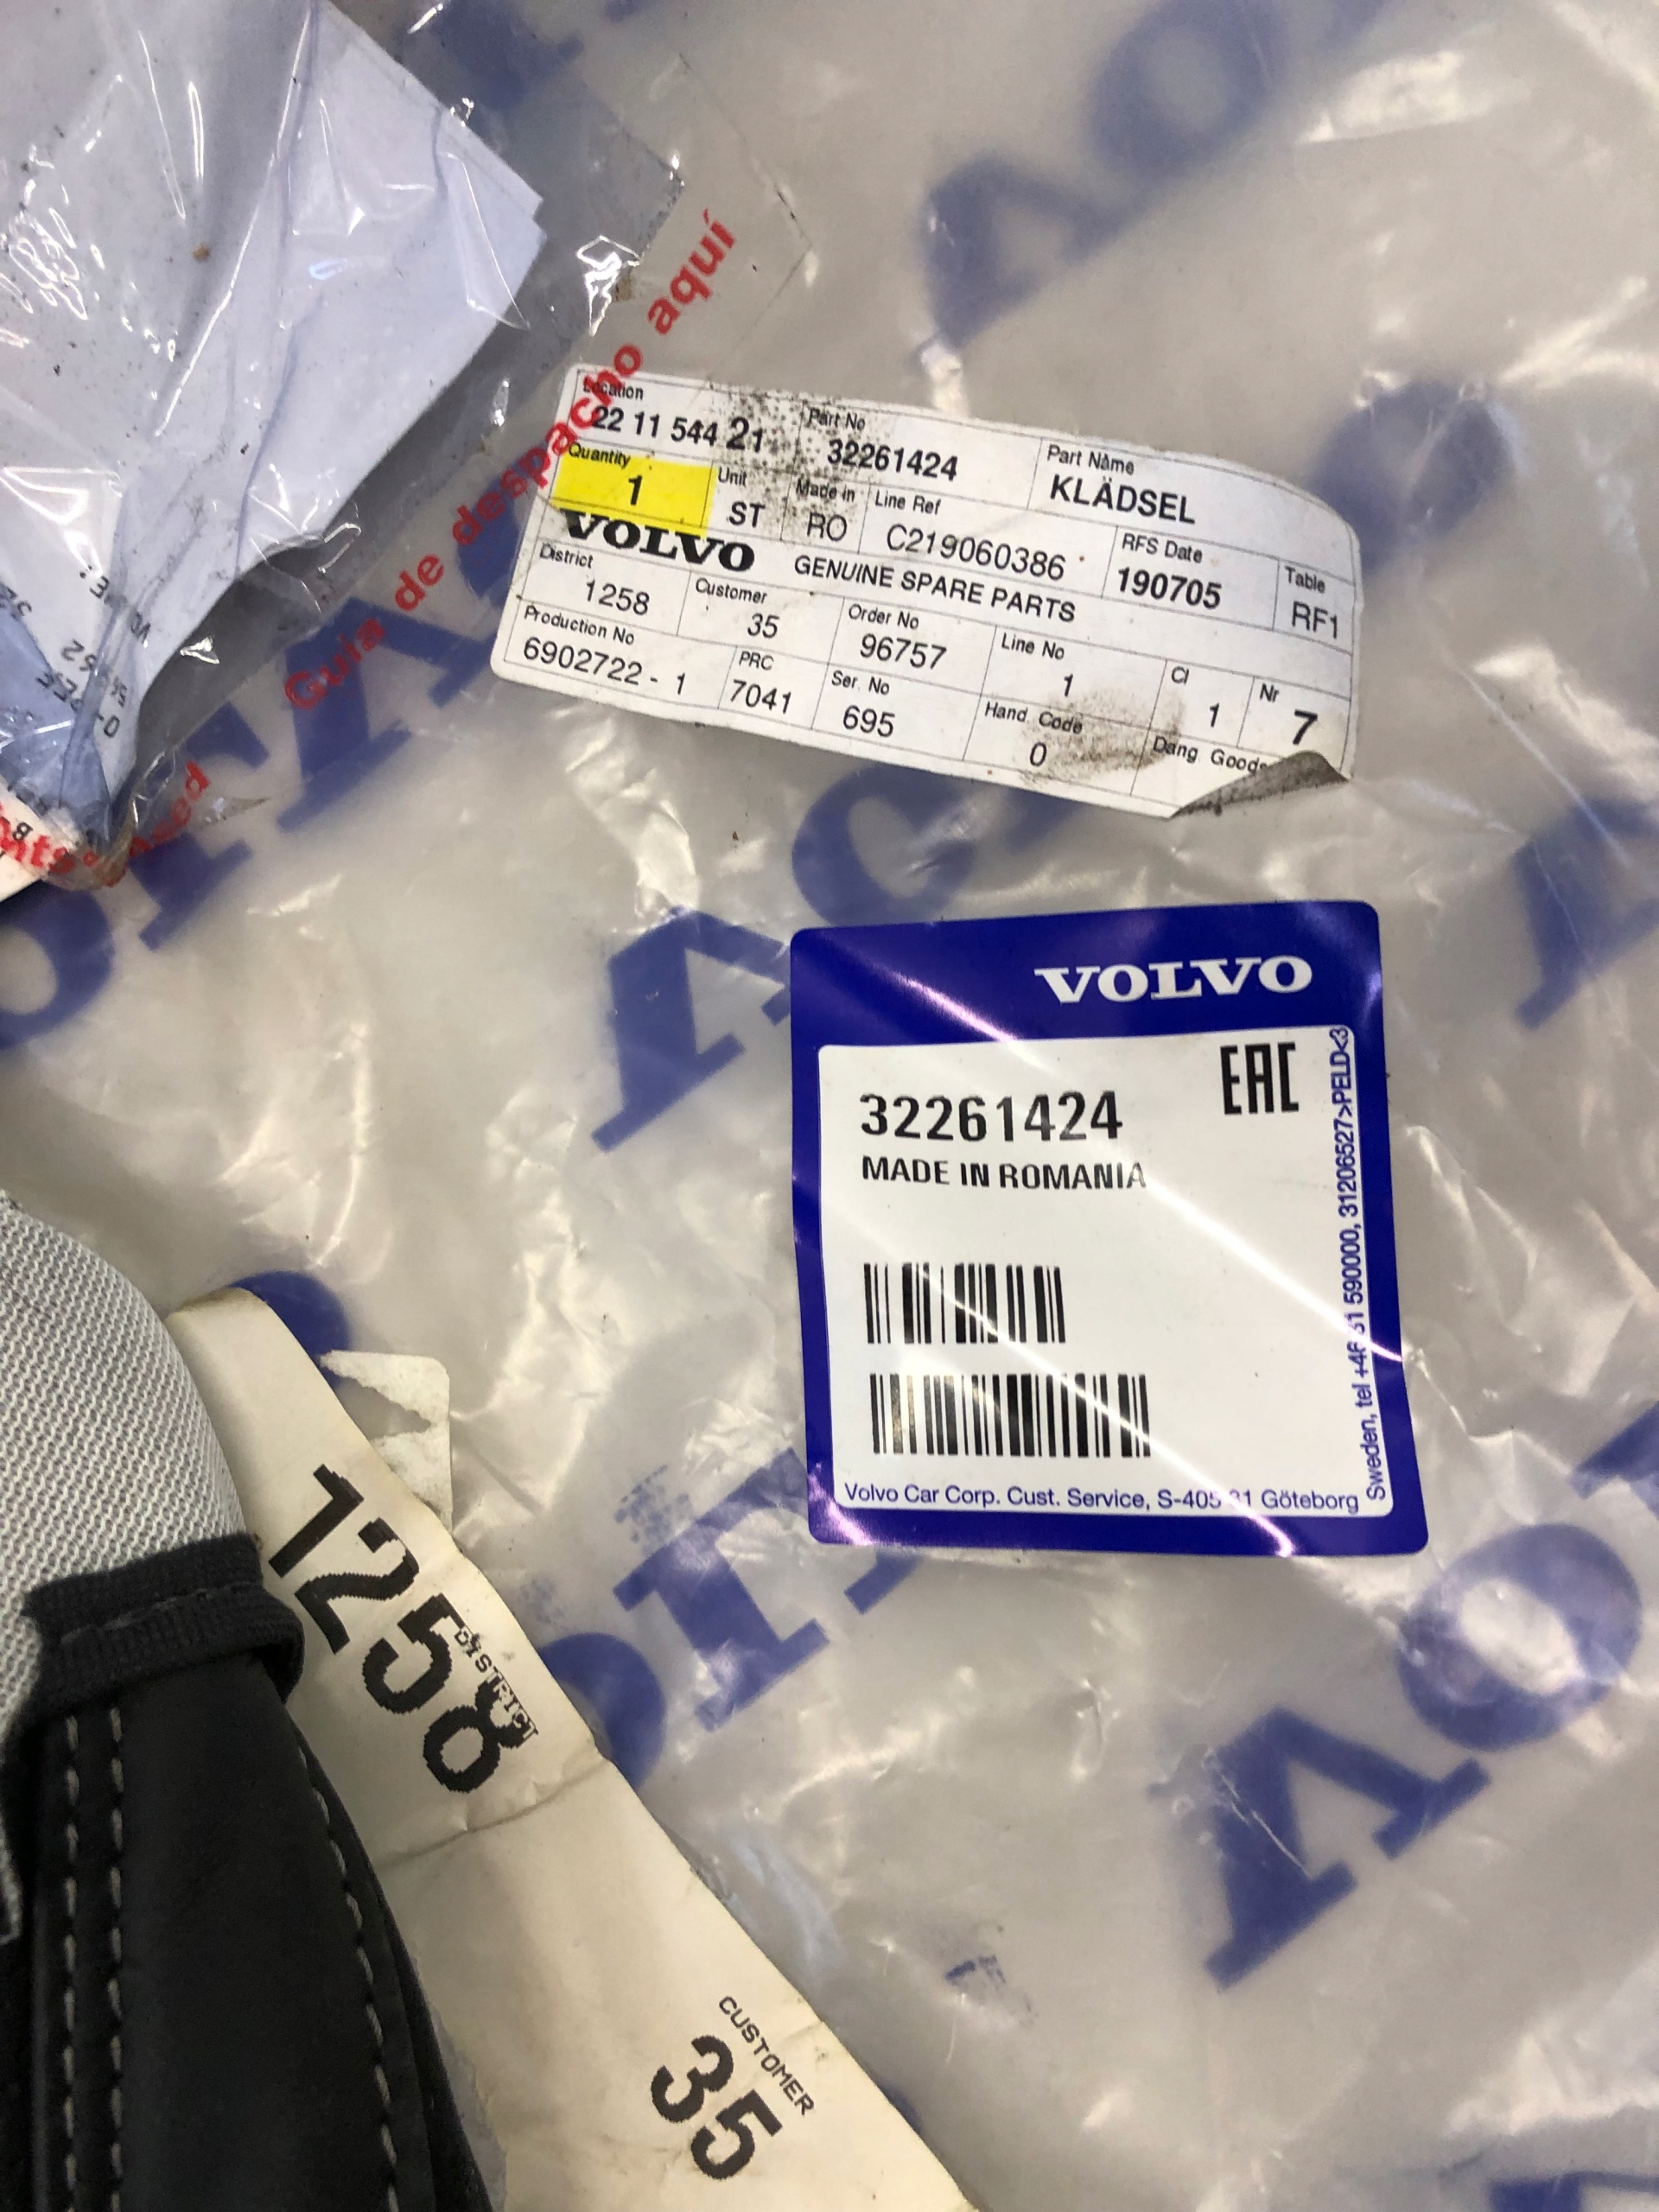 Guía de despacho aquí
Location
22 11 544 21
Part No
32261424
Part Name
KLÄDSEL
Quantity
1
Unit
ST
Made in
RO
Line Ref
C219060386
RFS Date
190705
Table
RF1
VOLVO
GENUINE SPARE PARTS
District
1258
Customer
35
Order No
96757
Line No
1
Cl
1
Nr
7
Production No
6902722 - 1
PRC
7041
Ser. No
695
Hand Code
0
Dang Goods
VOLVO
EAC
32261424
MADE IN ROMANIA
Volvo Car Corp. Cust. Service, S-405 31 Göteborg
Sweden, tel +46 31 590000, 31206527>PELD<3
DISTRICT
1258
CUSTOMER
35
VOLVO